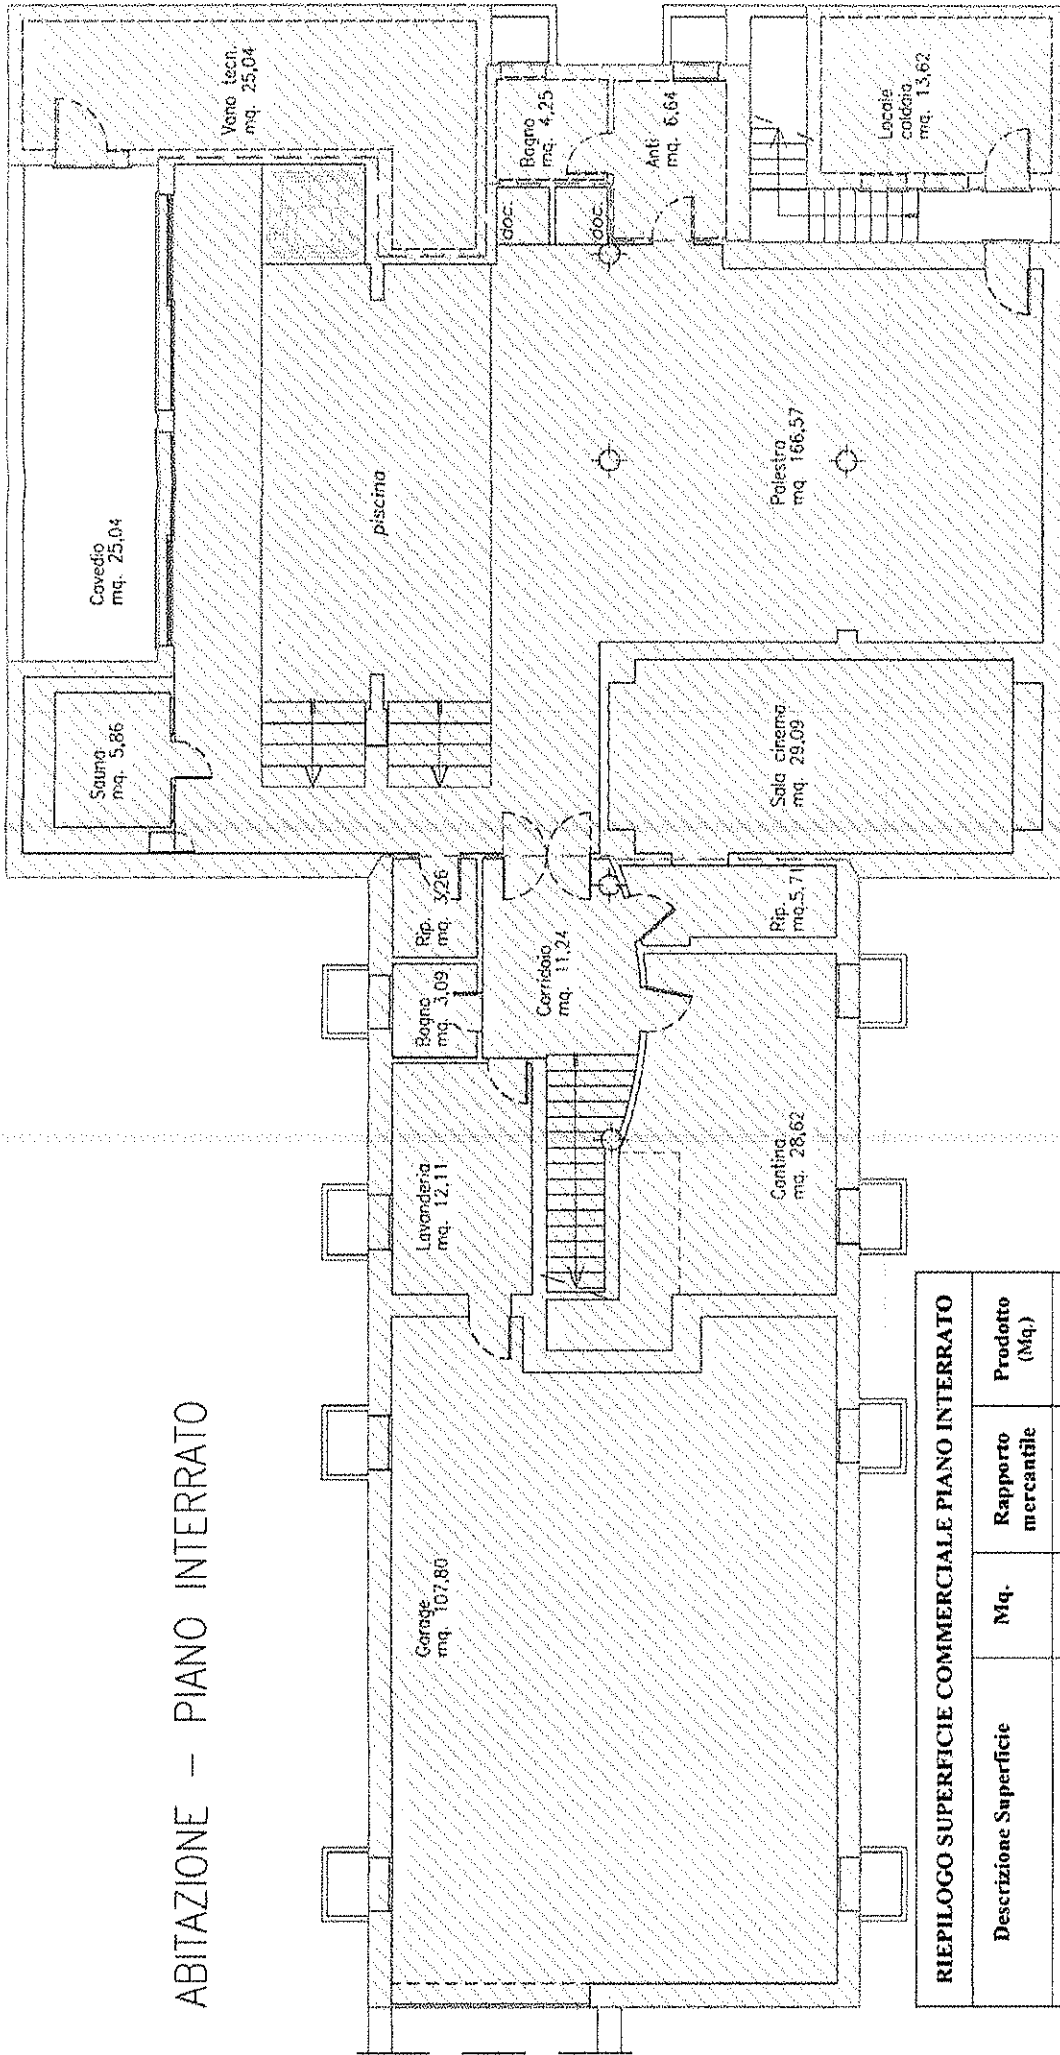 ABITAZIONE – PIANO INTERRATO
Cavedio
mq. 25,04
Vano tecn.
mq. 25,04
Sauna
mq. 5,86
piscina
Bagno
mq. 4,25
doc.
doc.
Anti
mq. 6,64
Locale
caldaia
mq. 13,62
Palestra
mq. 166,57
Sala cinema
mq. 29,09
Rip.
mq. 3,26
Bagno
mq. 3,09
Corridoio
mq. 11,24
Rip.
mq. 5,71
Lavanderia
mq. 12,11
Cantina
mq. 28,62
Garage
mq. 107,80
RIEPILOGO SUPERFICIE COMMERCIALE PIANO INTERRATO
Descrizione Superficie
Mq.
Rapporto
mercantile
Prodotto
(Mq.)